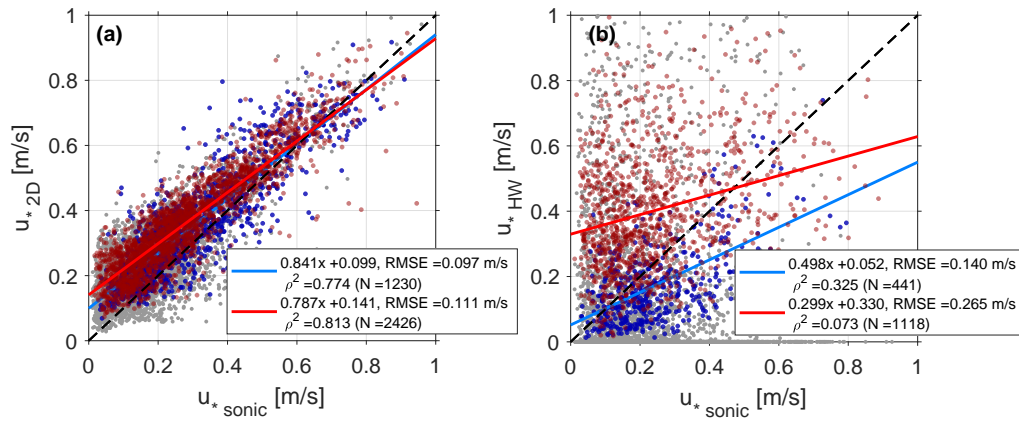 (a)
u* 2D [m/s]
1
0.8
0.6
0.4
0.2
0
0 0.2 0.4 0.6 0.8 1
u* sonic [m/s]
0.841x +0.099, RMSE =0.097 m/s
ρ² =0.774 (N =1230)
0.787x +0.141, RMSE =0.111 m/s
ρ² =0.813 (N =2426)
(b)
u* HW [m/s]
1
0.8
0.6
0.4
0.2
0
0 0.2 0.4 0.6 0.8 1
u* sonic [m/s]
0.498x +0.052, RMSE =0.140 m/s
ρ² =0.325 (N =441)
0.299x +0.330, RMSE =0.265 m/s
ρ² =0.073 (N =1118)